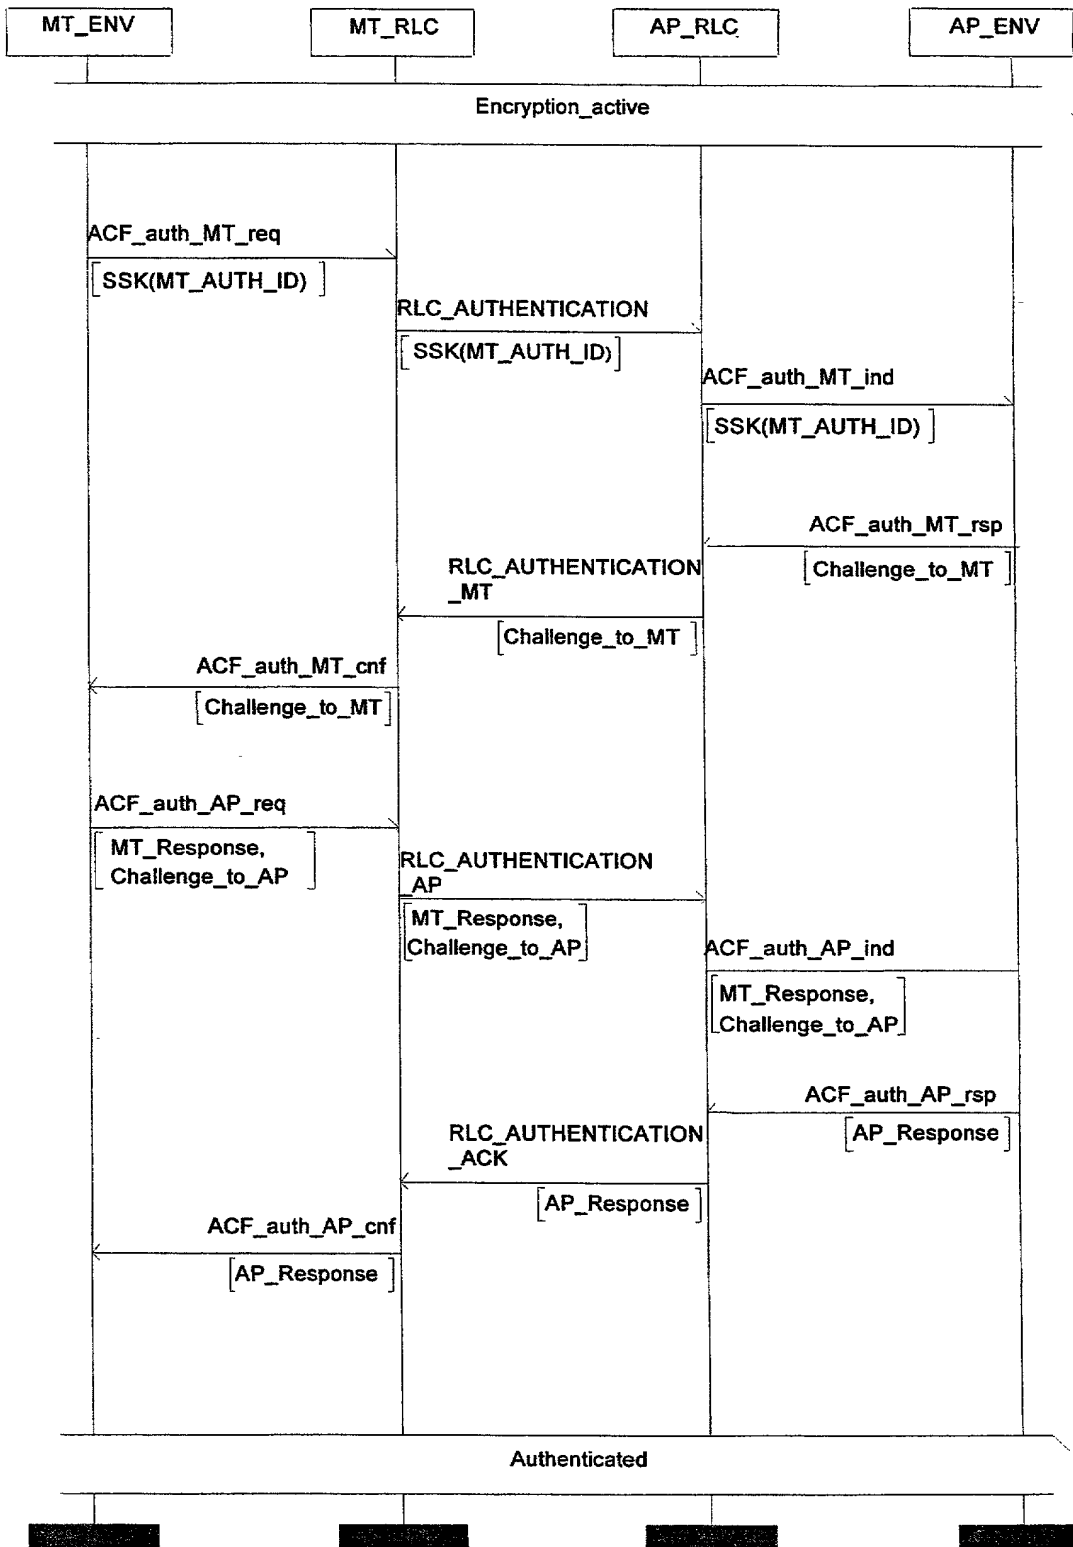 MT_ENV
MT_RLC
AP_RLC
AP_ENV
Encryption_active
ACF_auth_MT_req
SSK(MT_AUTH_ID)
RLC_AUTHENTICATION
SSK(MT_AUTH_ID)
ACF_auth_MT_ind
SSK(MT_AUTH_ID)
ACF_auth_MT_rsp
Challenge_to_MT
RLC_AUTHENTICATION
_MT
Challenge_to_MT
ACF_auth_MT_cnf
Challenge_to_MT
ACF_auth_AP_req
MT_Response,
Challenge_to_AP
RLC_AUTHENTICATION
_AP
MT_Response,
Challenge_to_AP
ACF_auth_AP_ind
MT_Response,
Challenge_to_AP
ACF_auth_AP_rsp
AP_Response
RLC_AUTHENTICATION
_ACK
AP_Response
ACF_auth_AP_cnf
AP_Response
Authenticated